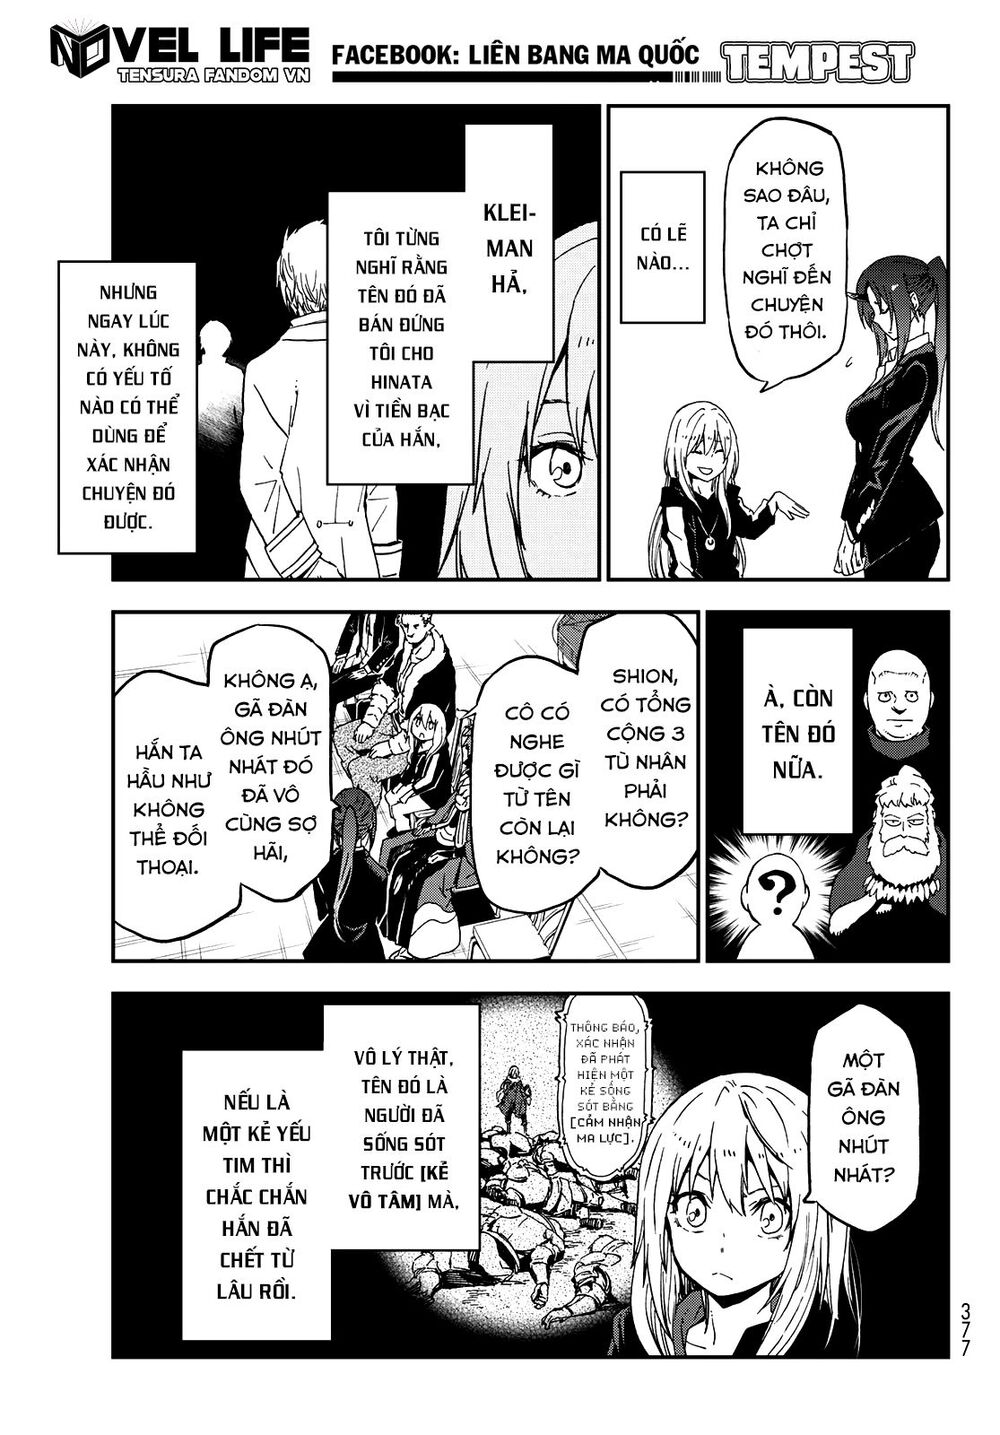 NOVEL LIFE
TENSURA FANDOM VN
FACEBOOK: LIÊN BANG MA QUỐC
TEMPEST
KHÔNG
SAO ĐÂU,
TA CHỈ
CHỢT
NGHĨ ĐẾN
CHUYỆN
ĐÓ THÔI.
CÓ LẼ
NÀO...
KLEI-
MAN
HẢ,
TÔI TỪNG
NGHĨ RẰNG
TÊN ĐÓ ĐÃ
BÁN ĐỨNG
TÔI CHO
HINATA
VÌ TIỀN BẠC
CỦA HẮN,
NHƯNG
NGAY LÚC
NÀY, KHÔNG
CÓ YẾU TỐ
NÀO CÓ THỂ
DÙNG ĐỂ
XÁC NHẬN
CHUYỆN ĐÓ
ĐƯỢC.
À, CÒN
TÊN ĐÓ
NỮA.
?
SHION,
CÓ TỔNG
CỘNG 3
TÙ NHÂN
PHẢI
KHÔNG?
CÔ CÓ
NGHE
ĐƯỢC GÌ
TỪ TÊN
CÒN LẠI
KHÔNG?
KHÔNG Ạ,
GÃ ĐÀN
ÔNG NHÚT
NHÁT ĐÓ
ĐÃ VÔ
CÙNG SỢ
HÃI,
HẮN TA
HẦU NHƯ
KHÔNG
THỂ ĐỐI
THOẠI.
MỘT
GÃ ĐÀN
ÔNG
NHÚT
NHÁT?
THÔNG BÁO,
XÁC NHẬN
ĐÃ PHÁT
HIỆN MỘT
KẺ SỐNG
SÓT BẰNG
[CẢM NHẬN
MA LỰC].
VÔ LÝ THẬT,
TÊN ĐÓ LÀ
NGƯỜI ĐÃ
SỐNG SÓT
TRƯỚC [KẺ
VÔ TÂM] MÀ,
NẾU LÀ
MỘT KẺ YẾU
TIM THÌ
CHẮC CHẮN
HẮN ĐÃ
CHẾT TỪ
LÂU RỒI.
377